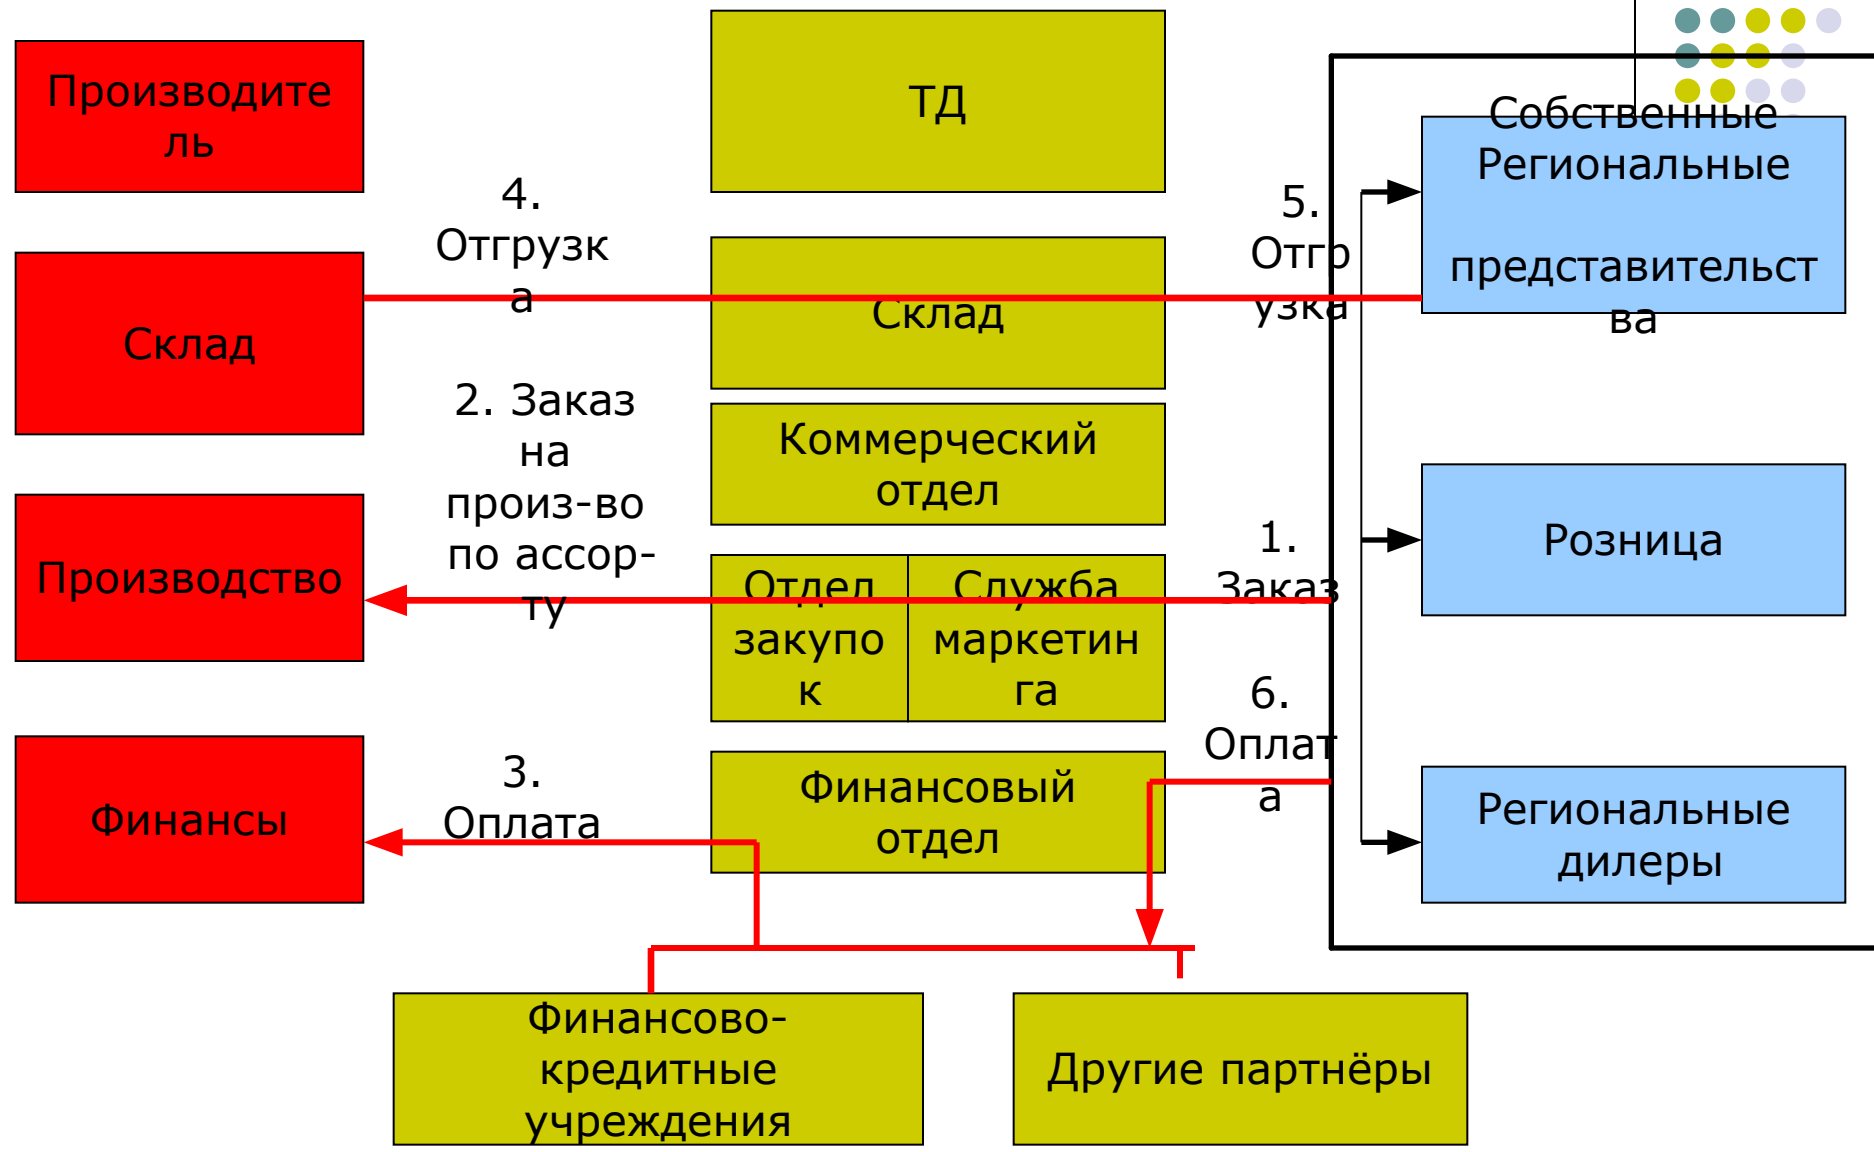 Производите
ль
ТД
Собственные
Региональные
представительст
ва
4.
Отгрузк
а
5.
Отгр
узка
Склад
Склад
2. Заказ
на
произ-во
по ассор-
ту
Коммерческий
отдел
1.
Заказ
Розница
Производство
Отдел
закупо
к
Служба
маркетин
га
6.
Оплат
а
3.
Оплата
Финансы
Финансовый
отдел
Региональные
дилеры
Финансово-
кредитные
учреждения
Другие партнёры